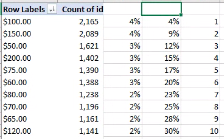 Row Labels Count of id
$100.00 2,165 4% 4% 1
$150.00 2,089 4% 9% 2
$50.00 1,621 3% 12% 3
$200.00 1,402 3% 15% 4
$75.00 1,390 3% 17% 5
$60.00 1,388 3% 20% 6
$80.00 1,238 2% 23% 7
$70.00 1,196 2% 25% 8
$65.00 1,161 2% 28% 9
$120.00 1,141 2% 30% 10